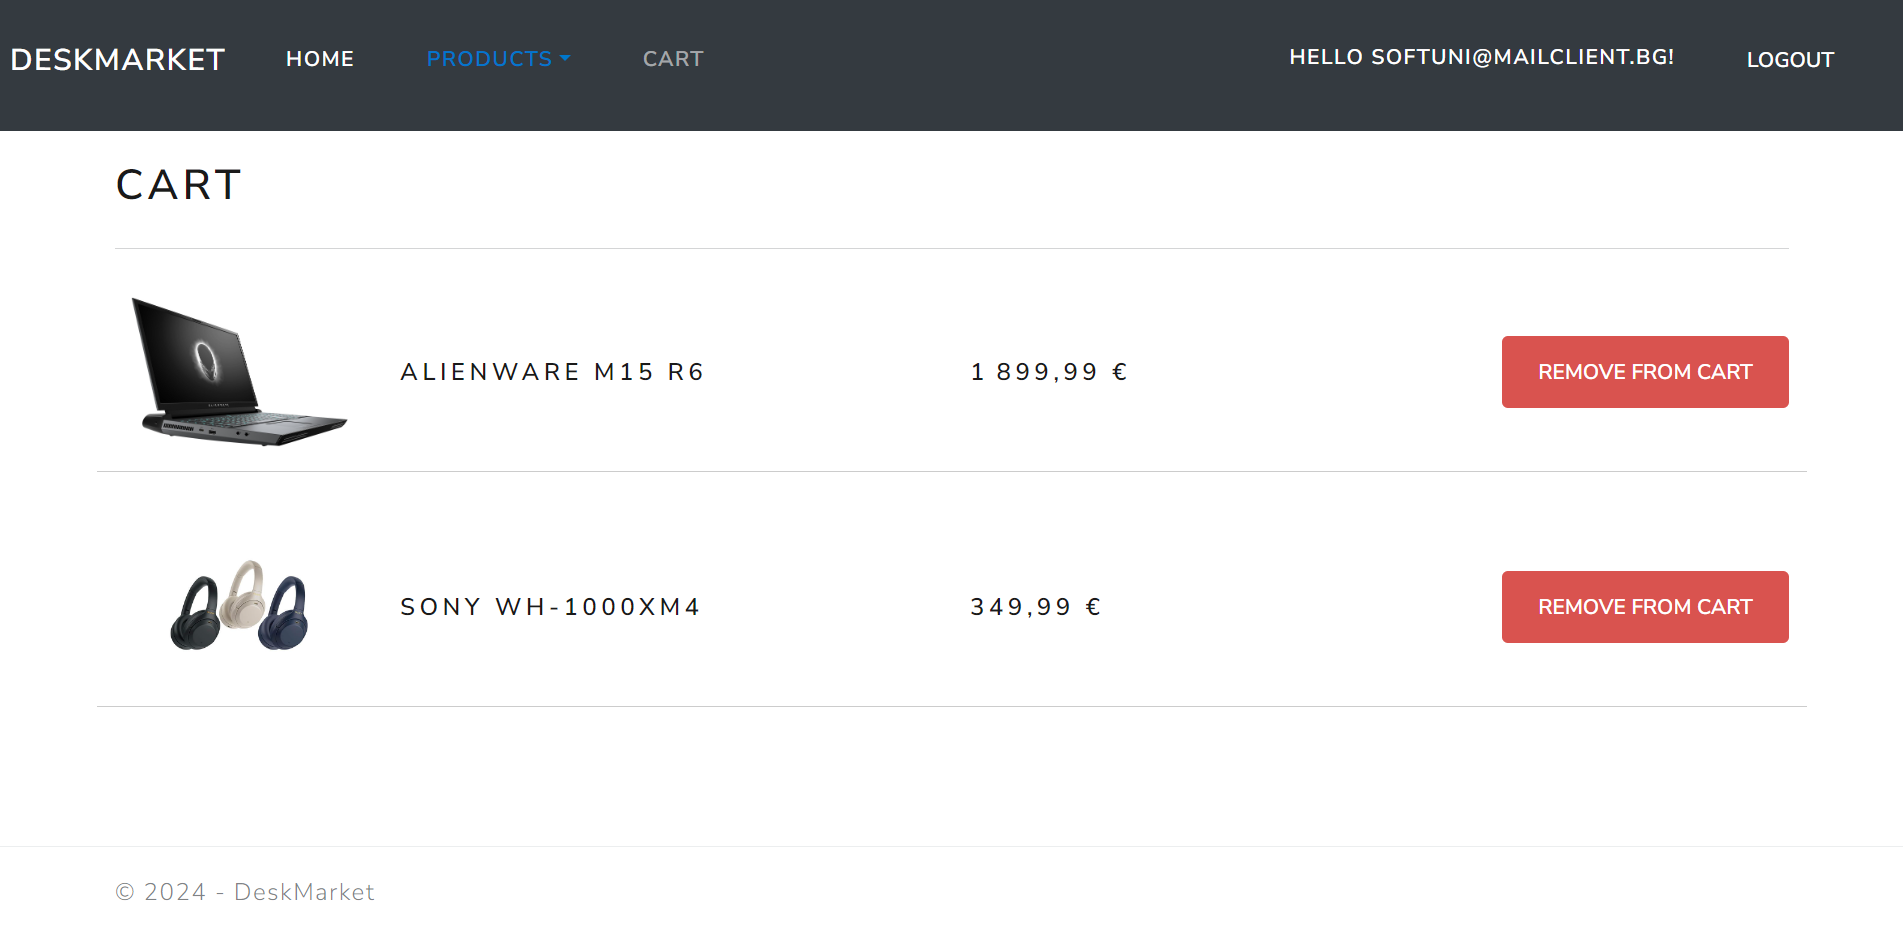 DESKMARKET HOME PRODUCTS CART HELLO SOFTUNI@MAILCLIENT.BG! LOGOUT
CART
ALIENWARE M15 R6 1 899,99 € REMOVE FROM CART
SONY WH-1000XM4 349,99 € REMOVE FROM CART
© 2024 - DeskMarket